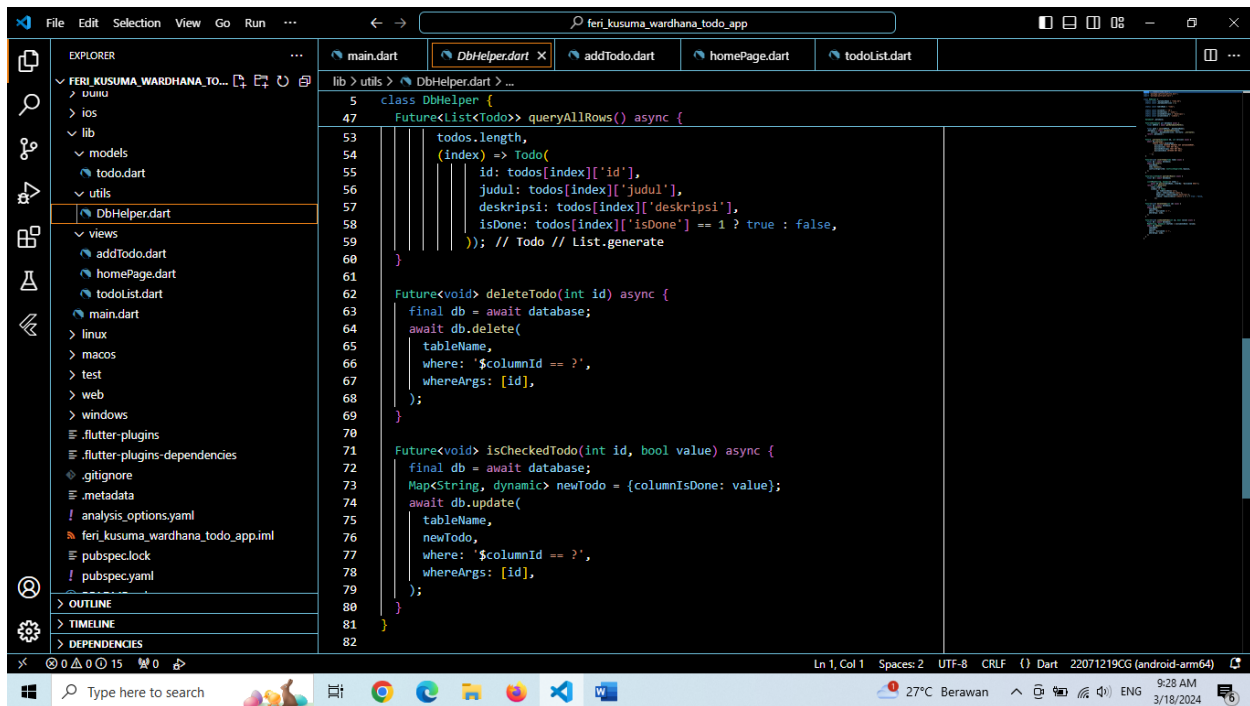 File Edit Selection View Go Run ··· feri_kusuma_wardhana_todo_app
EXPLORER ···
FERI_KUSUMA_WARDHANA_TO...
build
ios
lib
models
todo.dart
utils
DbHelper.dart
views
addTodo.dart
homePage.dart
todoList.dart
main.dart
linux
macos
test
web
windows
.flutter-plugins
.flutter-plugins-dependencies
.gitignore
.metadata
analysis_options.yaml
feri_kusuma_wardhana_todo_app.iml
pubspec.lock
pubspec.yaml
OUTLINE
TIMELINE
DEPENDENCIES
main.dart DbHelper.dart addTodo.dart homePage.dart todoList.dart
lib > utils > DbHelper.dart > ...
5 class DbHelper {
47 Future<List<Todo>> queryAllRows() async {
53 todos.length,
54 (index) => Todo(
55 id: todos[index]['id'],
56 judul: todos[index]['judul'],
57 deskripsi: todos[index]['deskripsi'],
58 isDone: todos[index]['isDone'] == 1 ? true : false,
59 )); // Todo // List.generate
60 }
61
62 Future<void> deleteTodo(int id) async {
63 final db = await database;
64 await db.delete(
65 tableName,
66 where: '$columnId == ?',
67 whereArgs: [id],
68 );
69 }
70
71 Future<void> isCheckedTodo(int id, bool value) async {
72 final db = await database;
73 Map<String, dynamic> newTodo = {columnIsDone: value};
74 await db.update(
75 tableName,
76 newTodo,
77 where: '$columnId == ?',
78 whereArgs: [id],
79 );
80 }
81 }
82
0 0 15 0 Ln 1, Col 1 Spaces: 2 UTF-8 CRLF {} Dart 22071219CG (android-arm64)
Type here to search 27°C Berawan ENG 9:28 AM
3/18/2024 6